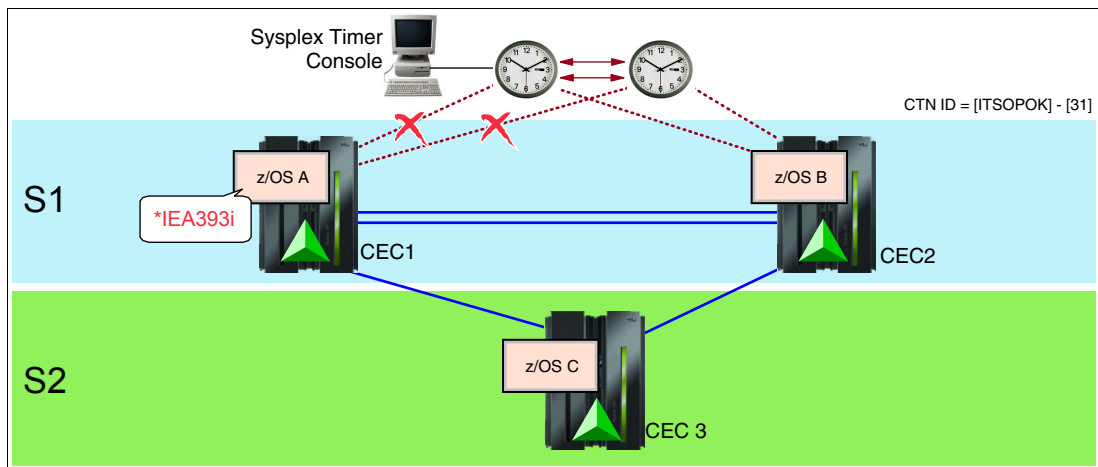 Sysplex Timer
Console
CTN ID = [ITSOPOK] - [31]
S1
z/OS A
*IEA393i
CEC1
z/OS B
CEC2
S2
z/OS C
CEC 3